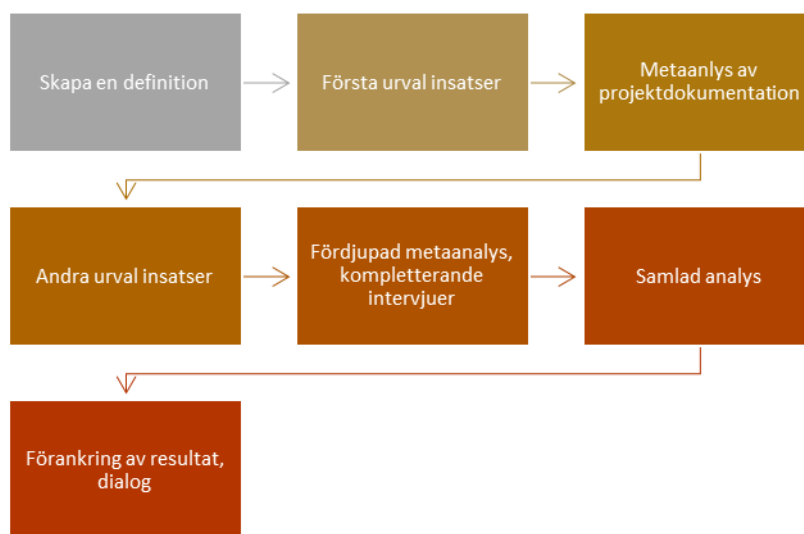 Skapa en definition
Första urval insatser
Metaanlys av
projektdokumentation
Andra urval insatser
Fördjupad metaanalys,
kompletterande
intervjuer
Samlad analys
Förankring av resultat,
dialog